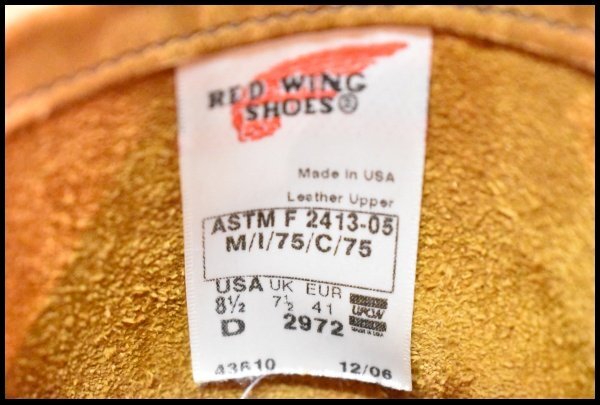 RED WING
SHOES®
Made in USA
Leather Upper
ASTM F 2413-05
M/I/75/C/75
USA UK EUR
8½ 7½ 41
UFCW
D 2972
43610 12/06